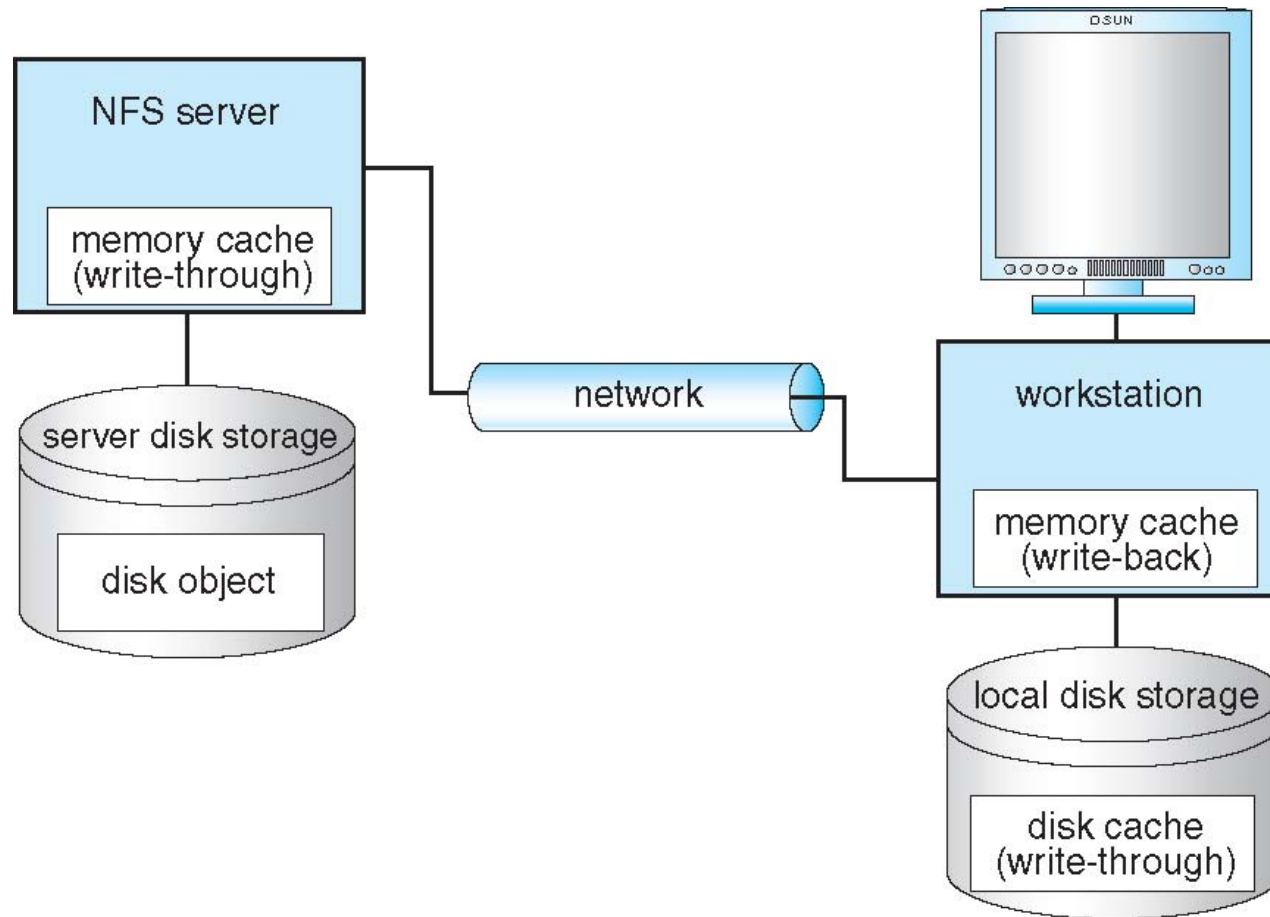 DSUN
NFS server
memory cache
(write-through)
server disk storage
disk object
network
workstation
memory cache
(write-back)
local disk storage
disk cache
(write-through)